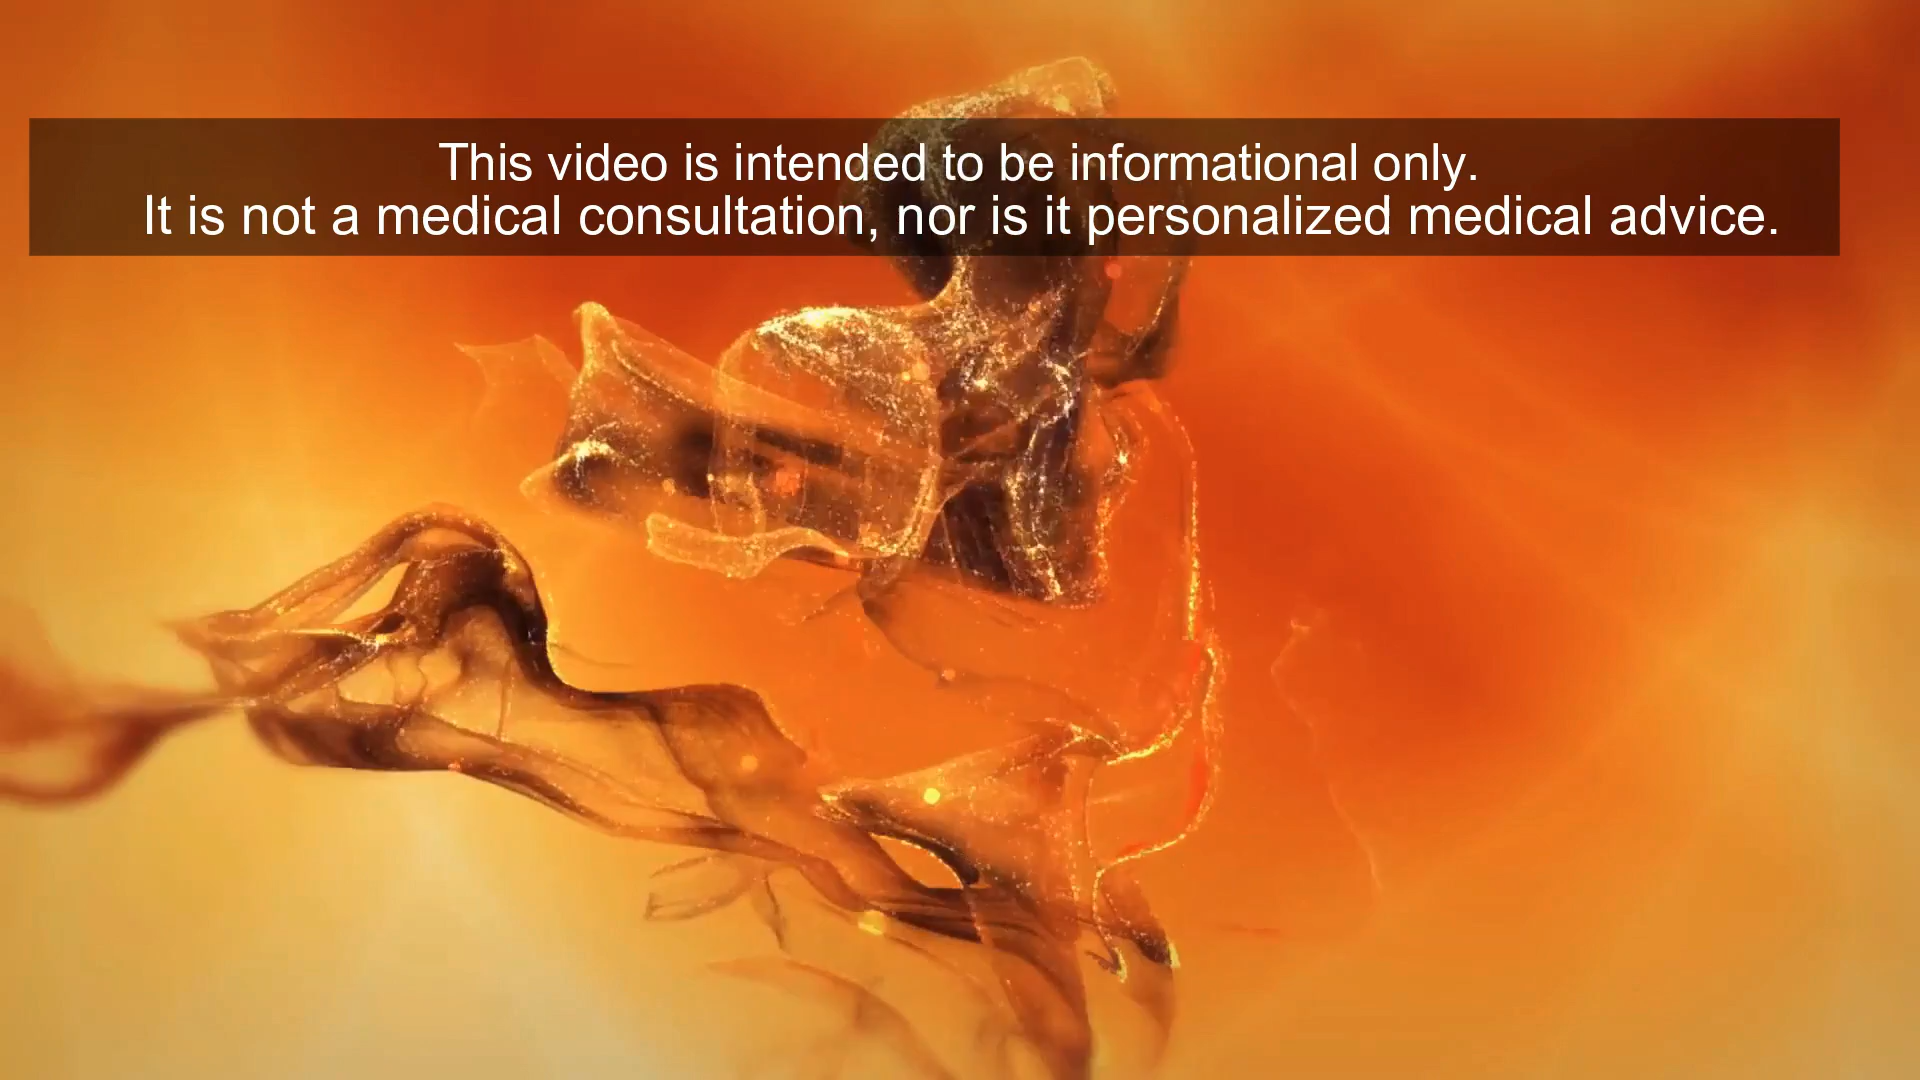 This video is intended to be informational only.
It is not a medical consultation, nor is it personalized medical advice.